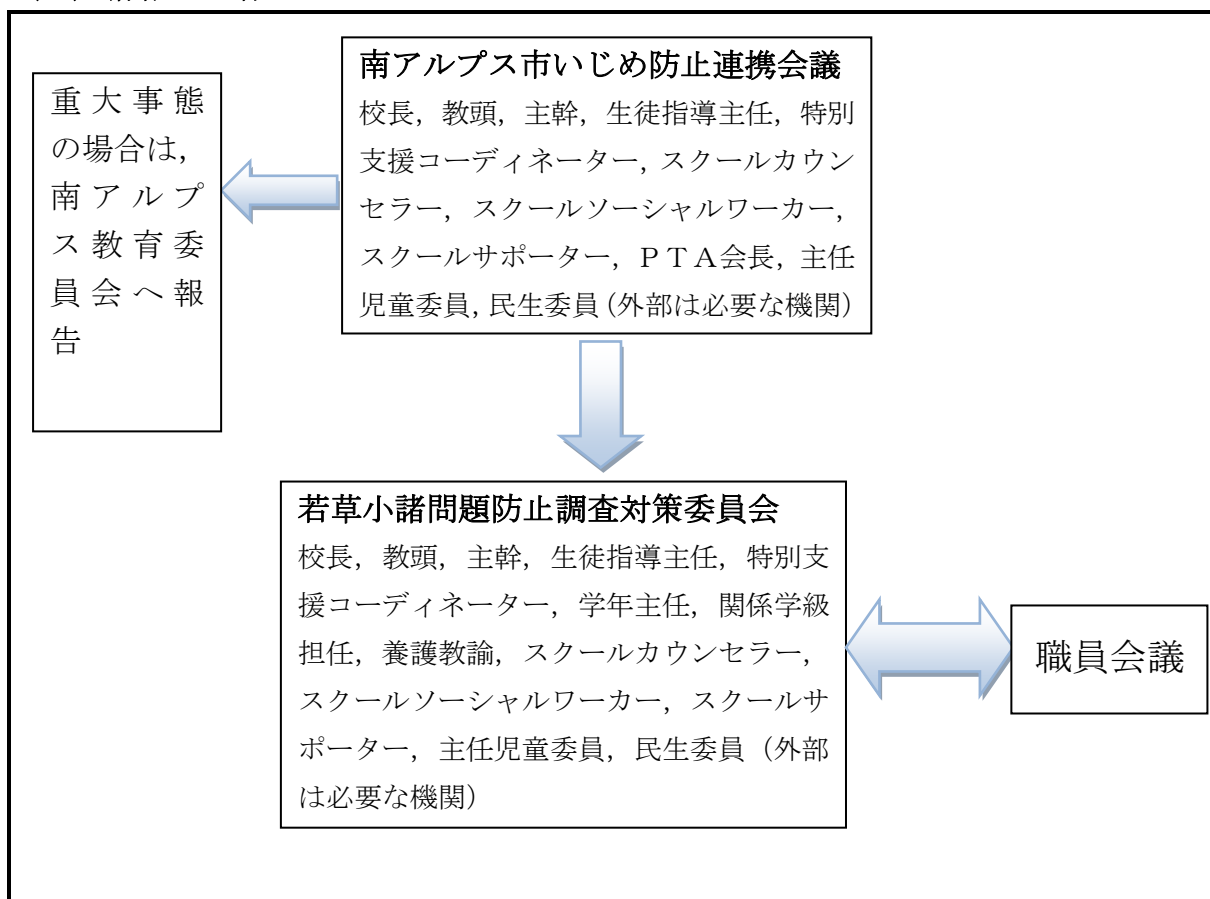 南アルプス市いじめ防止連携会議
校長，教頭，主幹，生徒指導主任，特別
支援コーディネーター，スクールカウン
セラー，スクールソーシャルワーカー，
スクールサポーター，ＰＴＡ会長，主任
児童委員，民生委員（外部は必要な機関）
重大事態
の場合は，
南アルプ
ス教育委
員会へ報
告
若草小諸問題防止調査対策委員会
校長，教頭，主幹，生徒指導主任，特別支
援コーディネーター，学年主任，関係学級
担任，養護教諭，スクールカウンセラー，
スクールソーシャルワーカー，スクールサ
ポーター，主任児童委員，民生委員（外部
は必要な機関）
職員会議